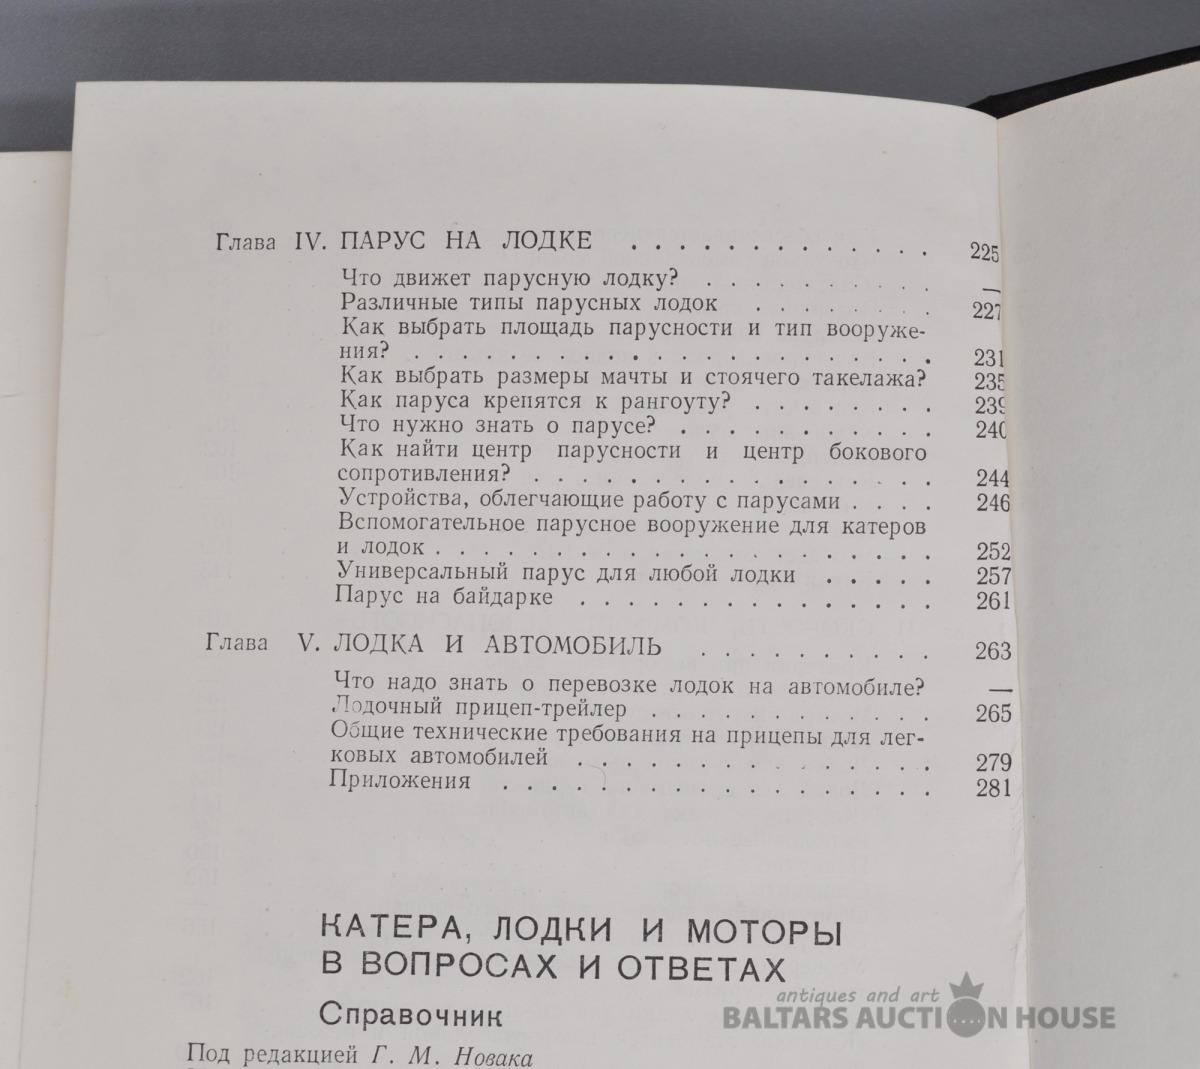 Глава IV. ПАРУС НА ЛОДКЕ . . . . . . . . . . . . . 225
Что движет парусную лодку? . . . . . . . . . . —
Различные типы парусных лодок . . . . . . . . 227
Как выбрать площадь парусности и тип вооруже-
ния? . . . . . . . . . . . . . . . . . . . . . . 231
Как выбрать размеры мачты и стоячего такелажа? 235
Как паруса крепятся к рангоуту? . . . . . . . . 239
Что нужно знать о парусе? . . . . . . . . . . . 240
Как найти центр парусности и центр бокового
сопротивления? . . . . . . . . . . . . . . . . . 244
Устройства, облегчающие работу с парусами . . . . 246
Вспомогательное парусное вооружение для катеров
и лодок . . . . . . . . . . . . . . . . . . . . . 252
Универсальный парус для любой лодки . . . . . 257
Парус на байдарке . . . . . . . . . . . . . . . 261
Глава V. ЛОДКА И АВТОМОБИЛЬ . . . . . . . . . . 263
Что надо знать о перевозке лодок на автомобиле? —
Лодочный прицеп-трейлер . . . . . . . . . . . . 265
Общие технические требования на прицепы для лег-
ковых автомобилей . . . . . . . . . . . . . . . 279
Приложения . . . . . . . . . . . . . . . . . . . 281
КАТЕРА, ЛОДКИ И МОТОРЫ
В ВОПРОСАХ И ОТВЕТАХ
Справочник
Под редакцией Г. М. Новака
antiques and art
BALTARS AUCTION HOUSE